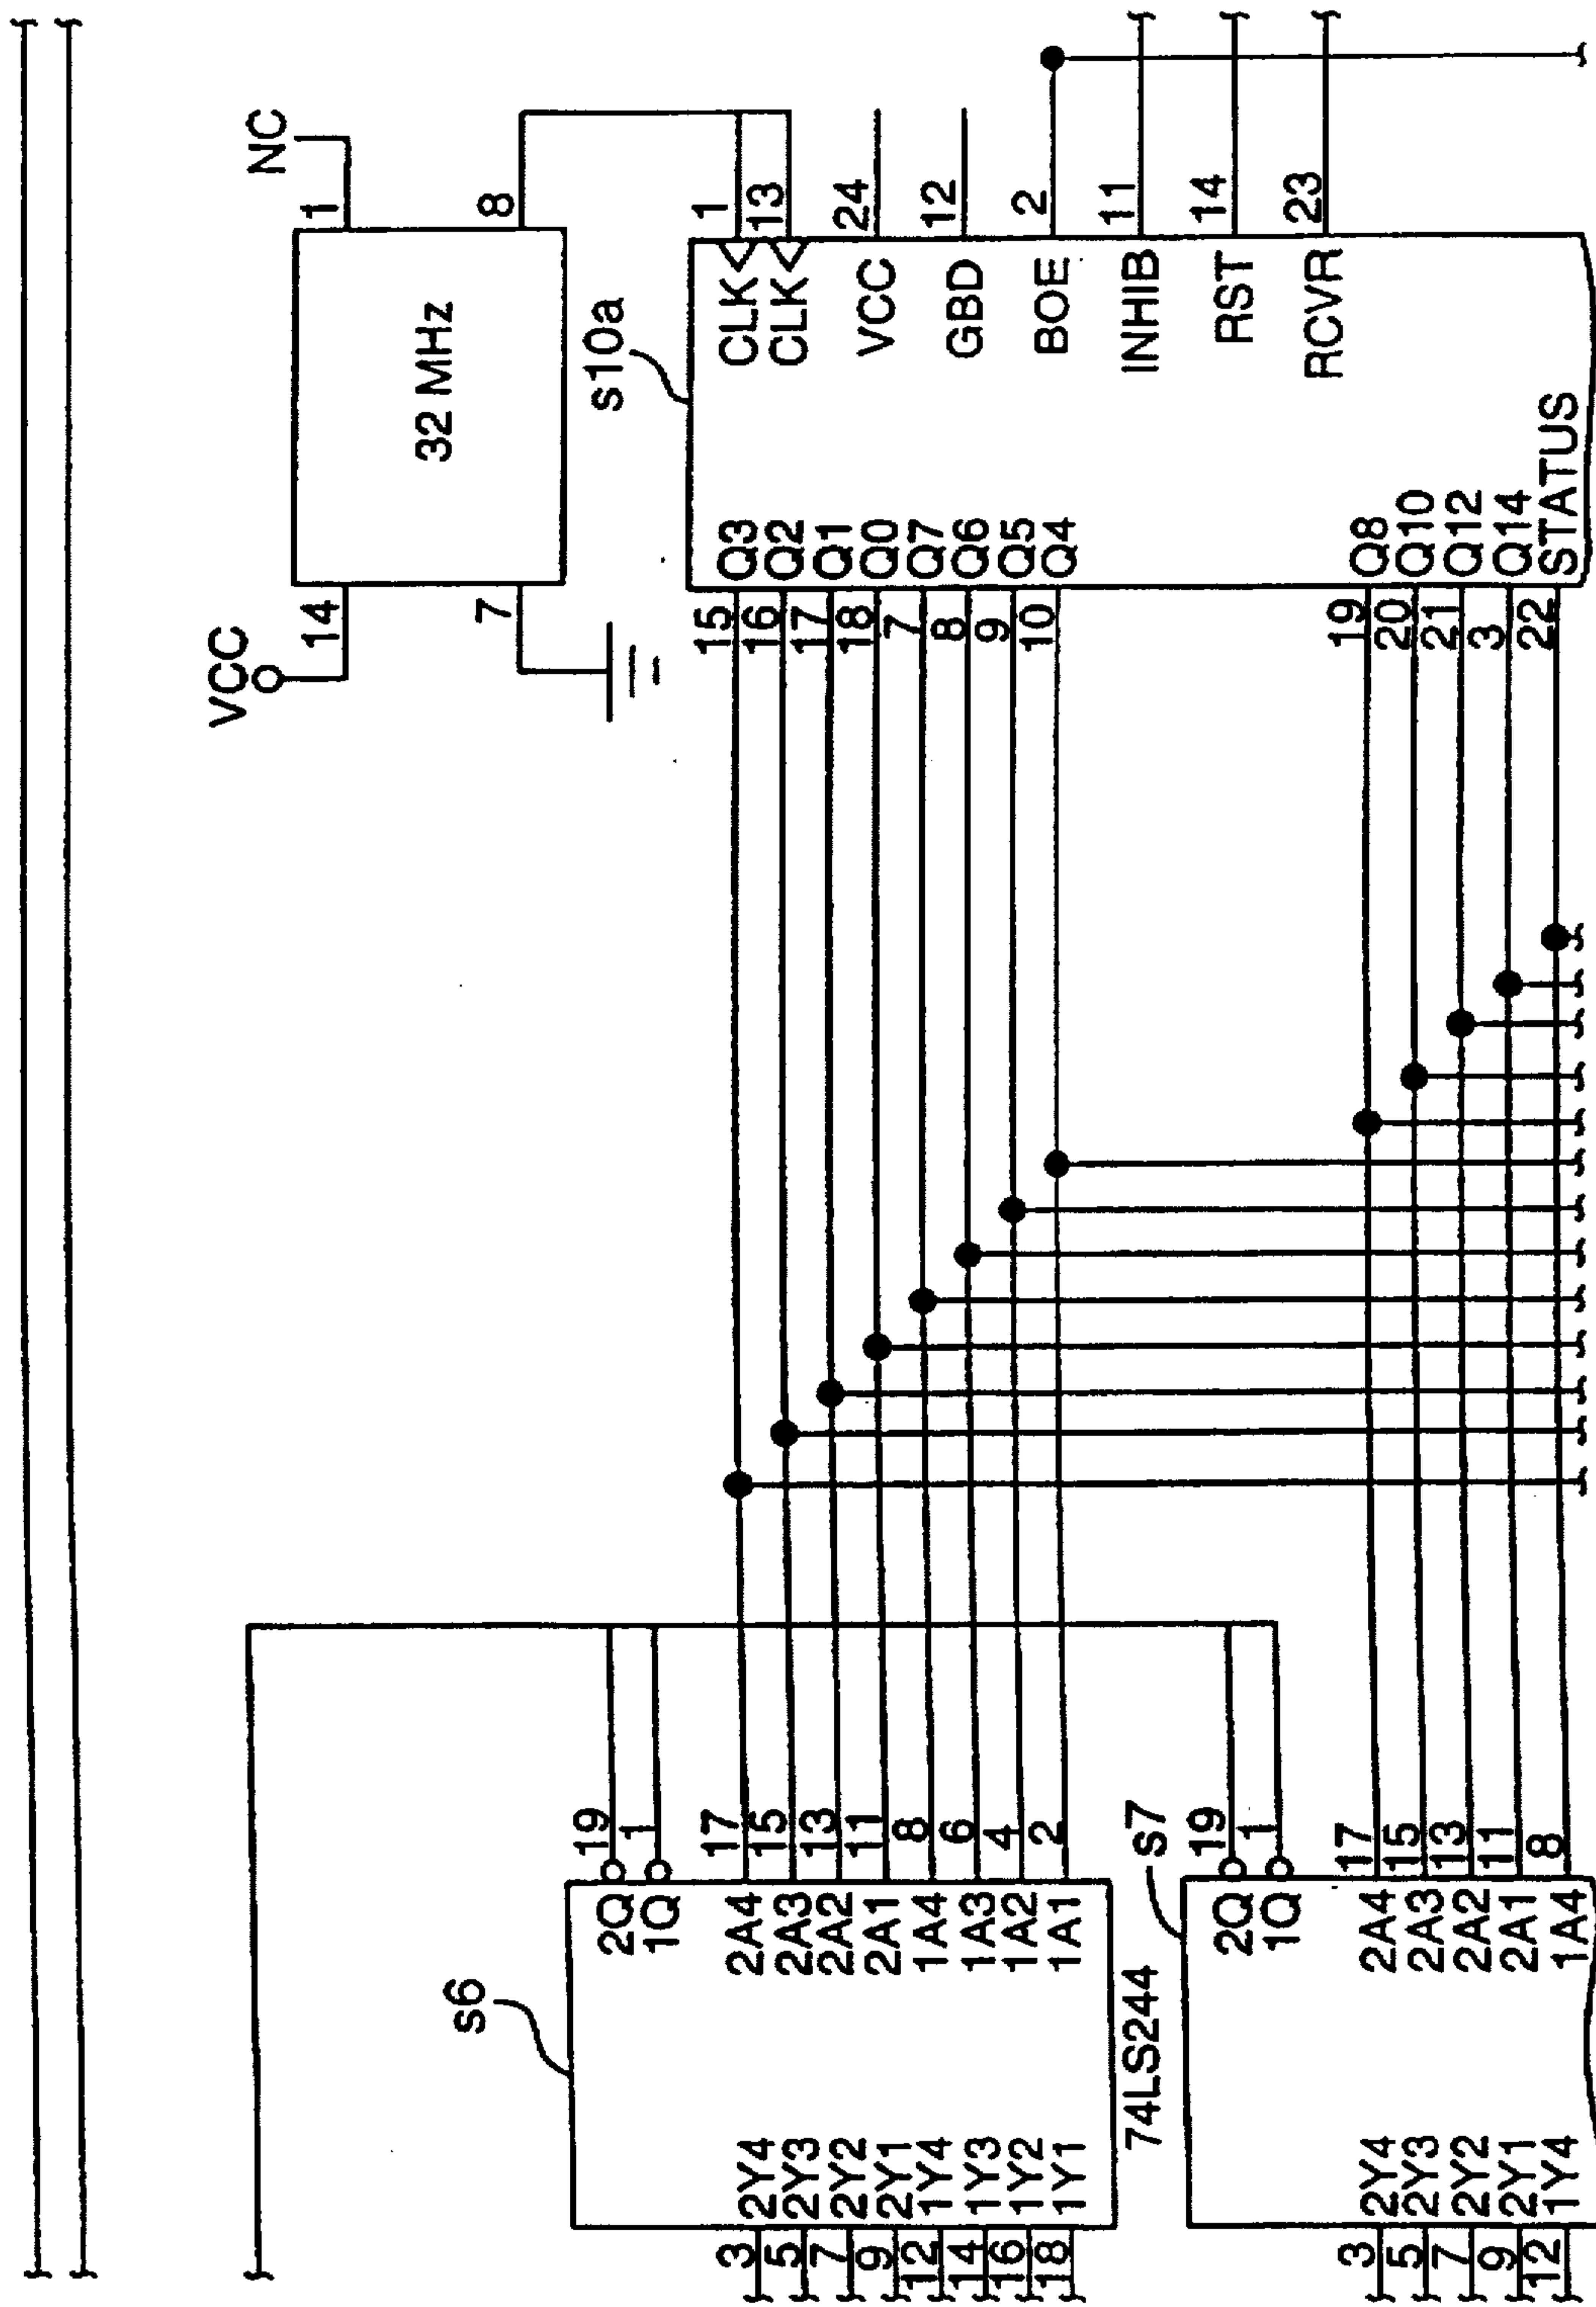 VCC
14
7
32 MHz
NC
1
8
s6
2Q 19
1Q 1
3 2Y4 2A4 17
5 2Y3 2A3 15
7 2Y2 2A2 13
9 2Y1 2A1 11
12 1Y4 1A4 8
14 1Y3 1A3 6
16 1Y2 1A2 4
18 1Y1 1A1 2
74LS244
s10a
15 Q3 CLK 1
16 Q2 CLK 13
17 Q1
18 Q0 VCC 24
7 Q7
8 Q6 GBD 12
9 Q5
10 Q4 BOE 2
INHIB 11
RST 14
19 Q8 RCVR 23
20 Q10
21 Q12
3 Q14
22 STATUS
s7
2Q 19
1Q 1
3 2Y4 2A4 17
5 2Y3 2A3 15
7 2Y2 2A2 13
9 2Y1 2A1 11
12 1Y4 1A4 8